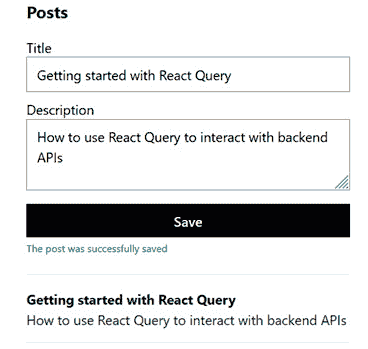 Posts
Title
Getting started with React Query
Description
How to use React Query to interact with backend
APIs
Save
The post was successfully saved
Getting started with React Query
How to use React Query to interact with backend APIs